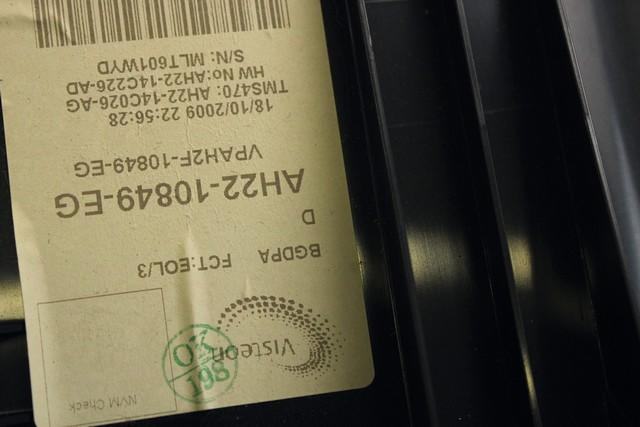 NVM Check
Visteon
OK
198
BGDPA FCT:EOL/3
D
AH22-10849-EG
VPAH2F-10849-EG
18/10/2009 22:56:28
TMS470: AH22-14C026-AG
HW No:AH22-14C226-AD
S/N: MLT601WYD